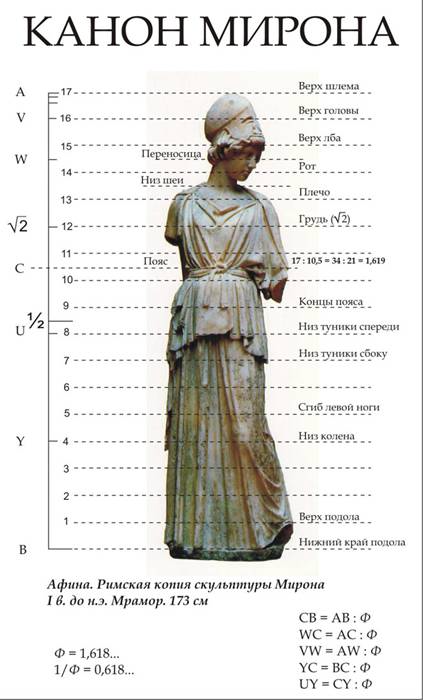 КАНОН МИРОНА
A 17 Верх шлема
V 16 Верх головы
15 Верх лба
W Переносица
14 Рот
Низ шеи
13 Плечо
√2 12 Грудь (√2)
11
C Пояс 17 : 10,5 = 34 : 21 = 1,619
10
9 Концы пояса
½
U 8 Низ туники спереди
7 Низ туники сбоку
6
5 Сгиб левой ноги
Y 4 Низ колена
3
2
1 Верх подола
B Нижний край подола
Афина. Римская копия скульптуры Мирона
I в. до н.э. Мрамор. 173 см
CB = AB : Ф
WC = AC : Ф
VW = AW : Ф
YC = BC : Ф
UY = CY : Ф
Ф = 1,618...
1/Ф = 0,618...